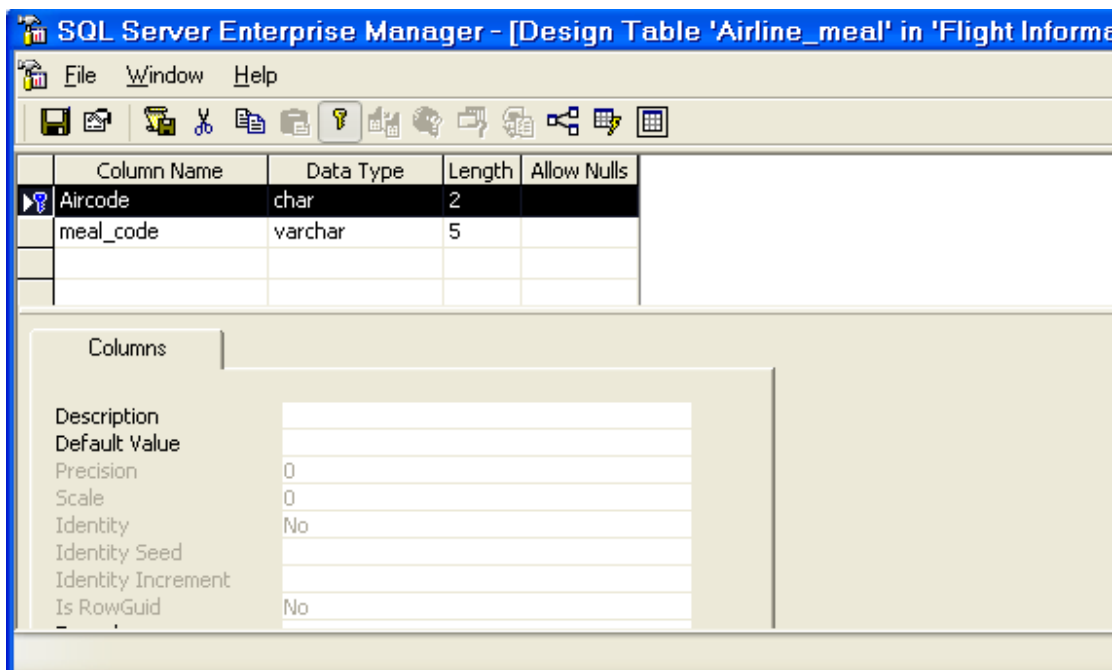 SQL Server Enterprise Manager - [Design Table 'Airline_meal' in 'Flight Informa
File Window Help
Column Name Data Type Length Allow Nulls
Aircode char 2
meal_code varchar 5
Columns
Description
Default Value
Precision 0
Scale 0
Identity No
Identity Seed
Identity Increment
Is RowGuid No